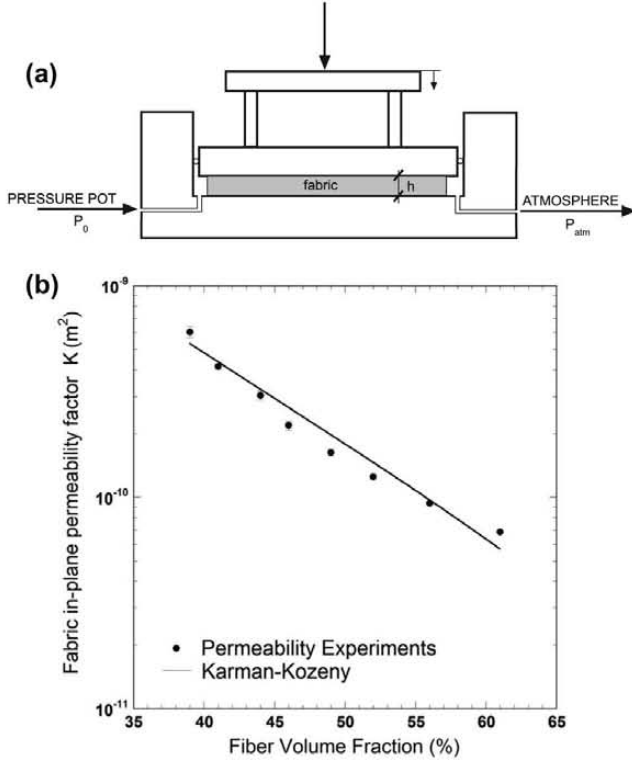 (a)
fabric
h
PRESSURE POT
P₀
ATMOSPHERE
Pₐₜₘ
(b)
Fabric in-plane permeability factor K (m²)
10⁻⁹
10⁻¹⁰
10⁻¹¹
Permeability Experiments
Karman-Kozeny
35 40 45 50 55 60 65
Fiber Volume Fraction (%)